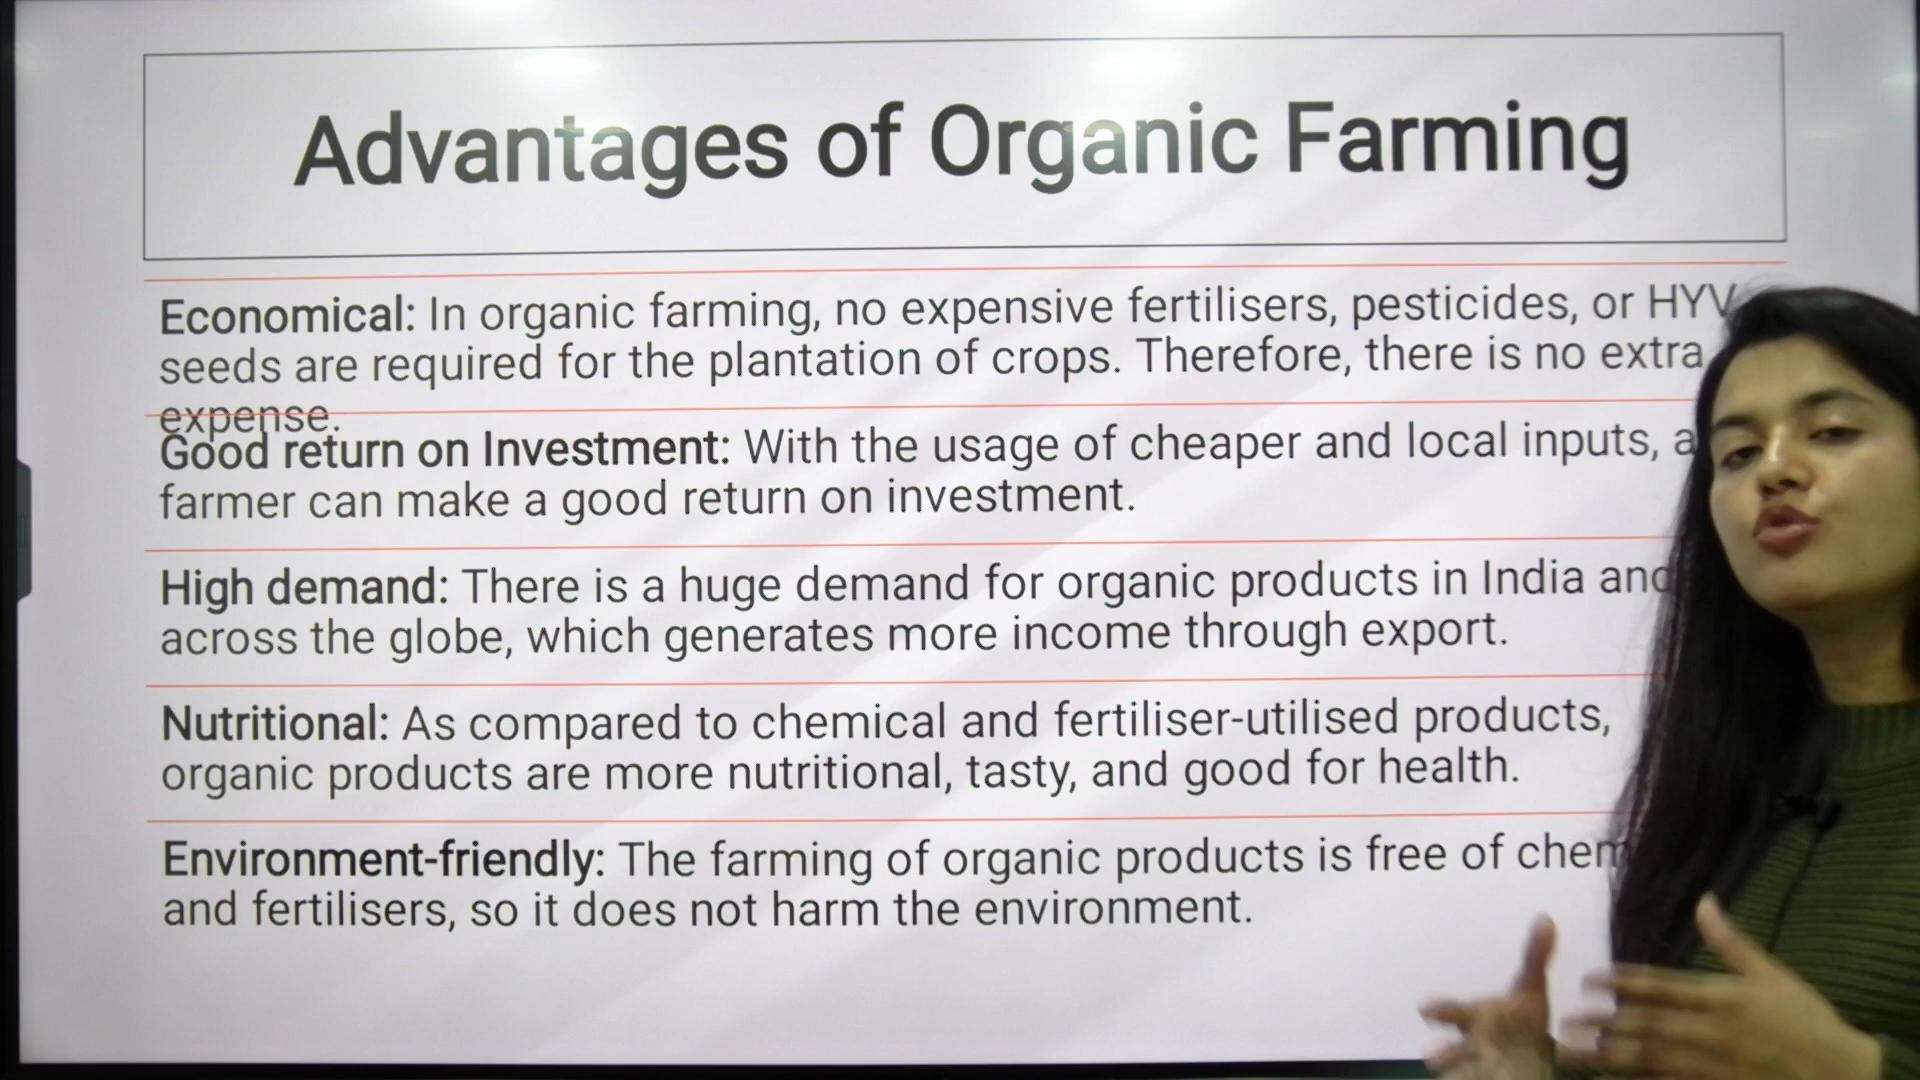 Advantages of Organic Farming
Economical: In organic farming, no expensive fertilisers, pesticides, or HYV
seeds are required for the plantation of crops. Therefore, there is no extra
expense.
Good return on Investment: With the usage of cheaper and local inputs, a
farmer can make a good return on investment.
High demand: There is a huge demand for organic products in India and
across the globe, which generates more income through export.
Nutritional: As compared to chemical and fertiliser-utilised products,
organic products are more nutritional, tasty, and good for health.
Environment-friendly: The farming of organic products is free of
and fertilisers, so it does not harm the environment.